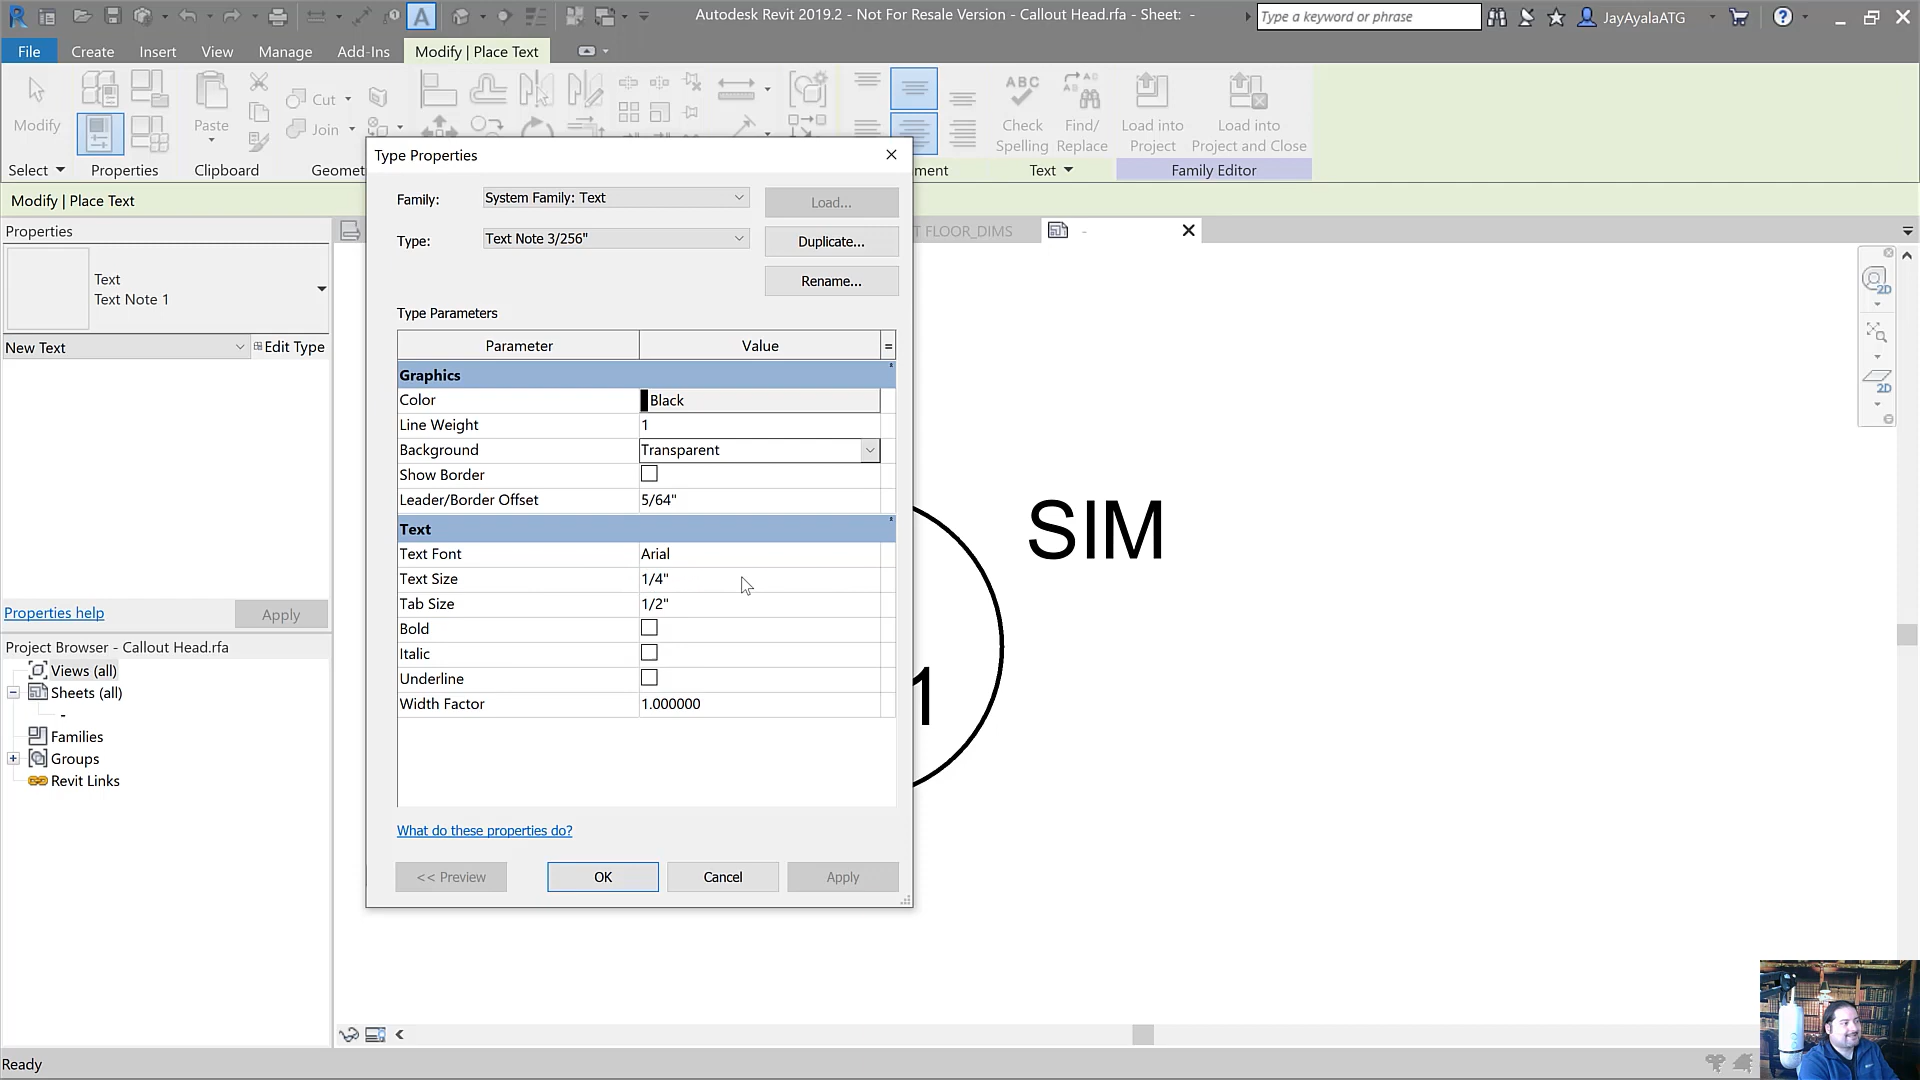 Autodesk Revit 2019.2 - Not For Resale Version - Callout Head.rfa - Sheet: -
Type a keyword or phrase
JayAyalaATG
File
Create
Insert
View
Manage
Add-Ins
Modify | Place Text
Modify
Paste
Cut
Join
Check
Spelling
Find/
Replace
Load into
Project
Load into
Project and Close
Select
Properties
Clipboard
Geomet
ment
Text
Family Editor
Modify | Place Text
Properties
Text
Text Note 1
New Text
Edit Type
Properties help
Apply
Project Browser - Callout Head.rfa
Views (all)
Sheets (all)
-
Families
Groups
Revit Links
Ready
T FLOOR_DIMS
-
Type Properties
Family:
System Family: Text
Load...
Type:
Text Note 3/256"
Duplicate...
Rename...
Type Parameters
Parameter
Value
=
Graphics
Color
Black
Line Weight
1
Background
Transparent
Show Border
Leader/Border Offset
5/64"
Text
Text Font
Arial
Text Size
1/4"
Tab Size
1/2"
Bold
Italic
Underline
Width Factor
1.000000
What do these properties do?
<< Preview
OK
Cancel
Apply
SIM
1
2D
2D